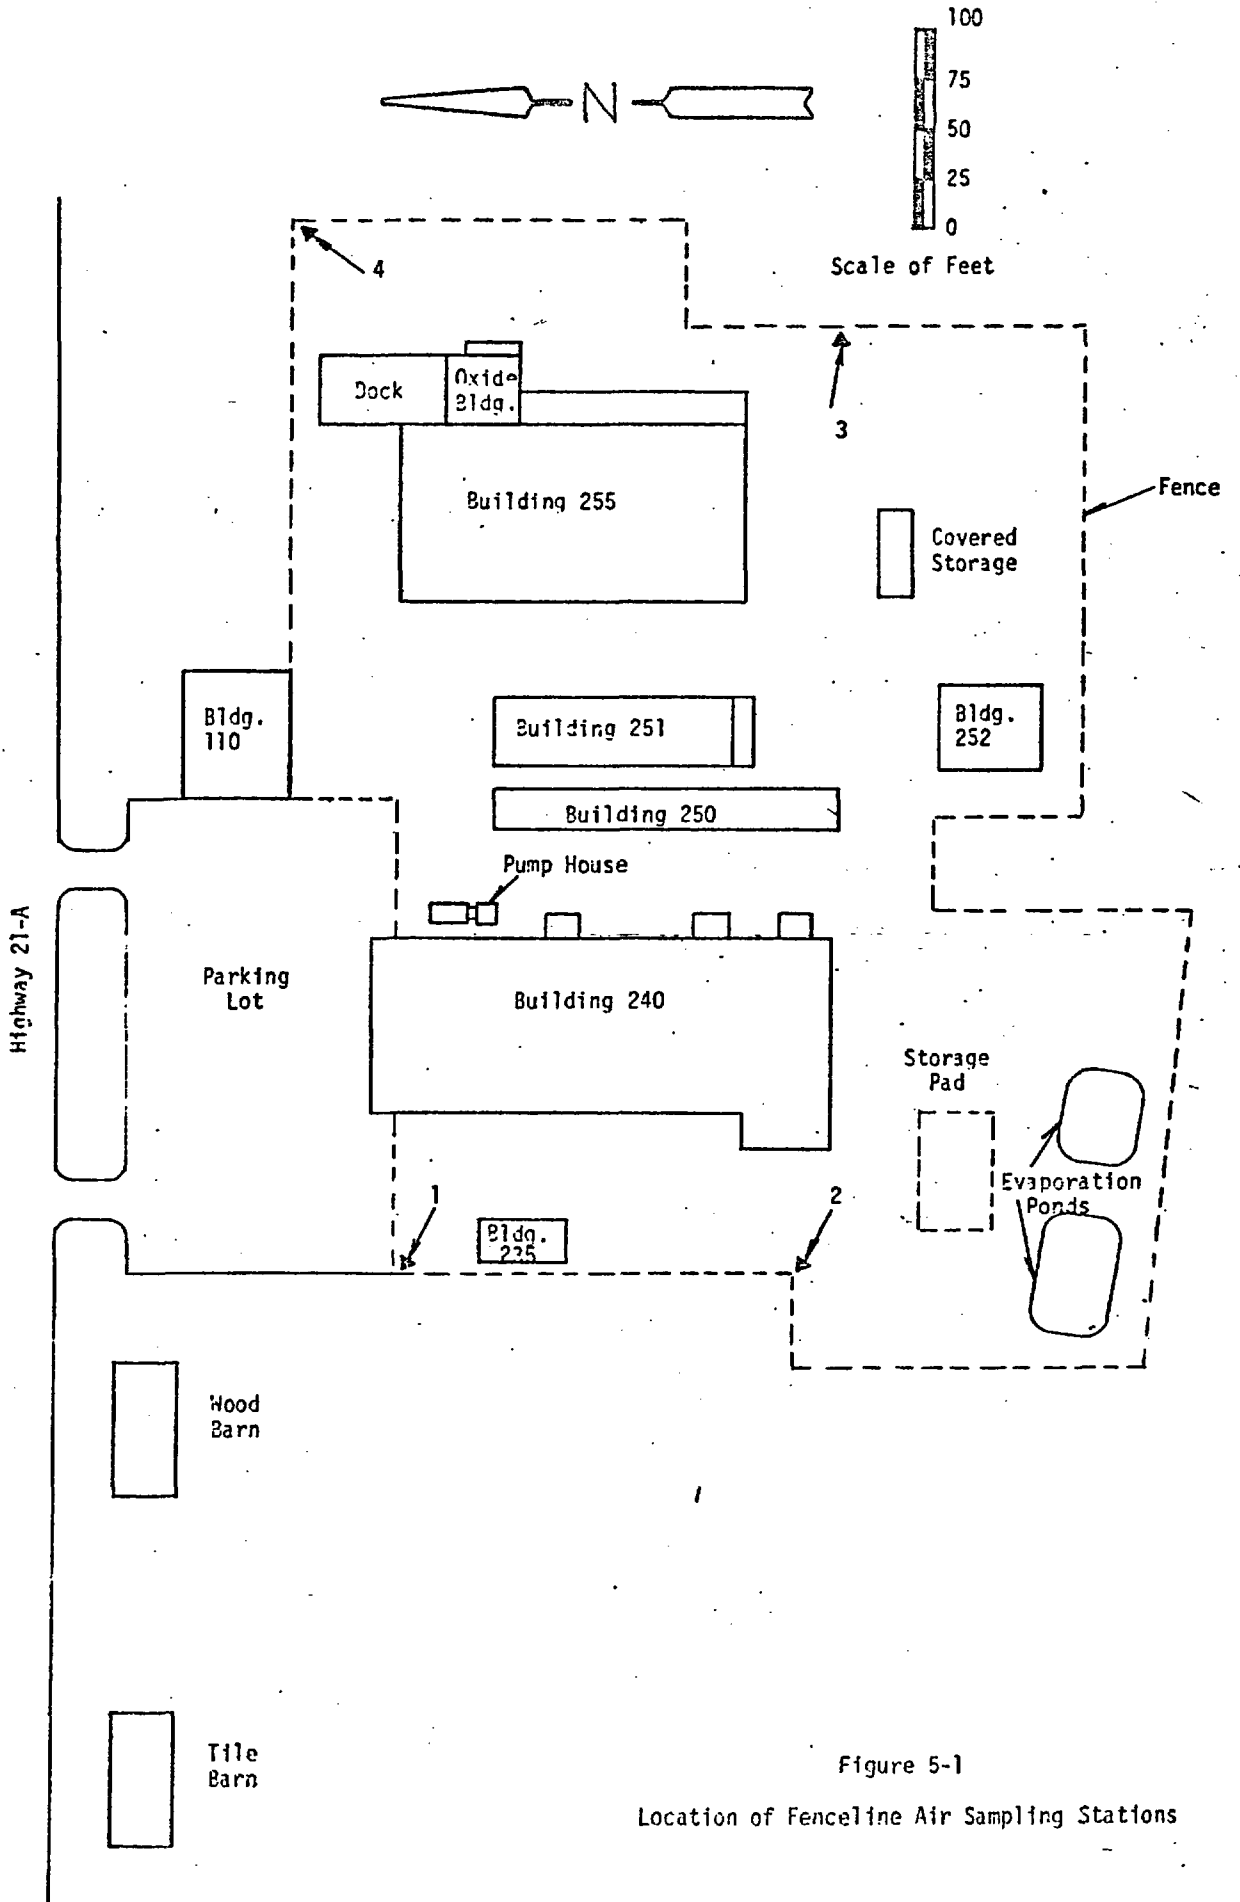 100
75
50
25
0
N
Scale of Feet
4
3
Dock
Oxide
Bldg.
Building 255
Fence
Covered
Storage
Bldg.
110
Building 251
Bldg.
252
Building 250
Pump House
Highway 21-A
Parking
Lot
Building 240
Storage
Pad
Evaporation
Ponds
1
2
Bldg.
235
Wood
Barn
Tile
Barn
Figure 5-1
Location of Fenceline Air Sampling Stations